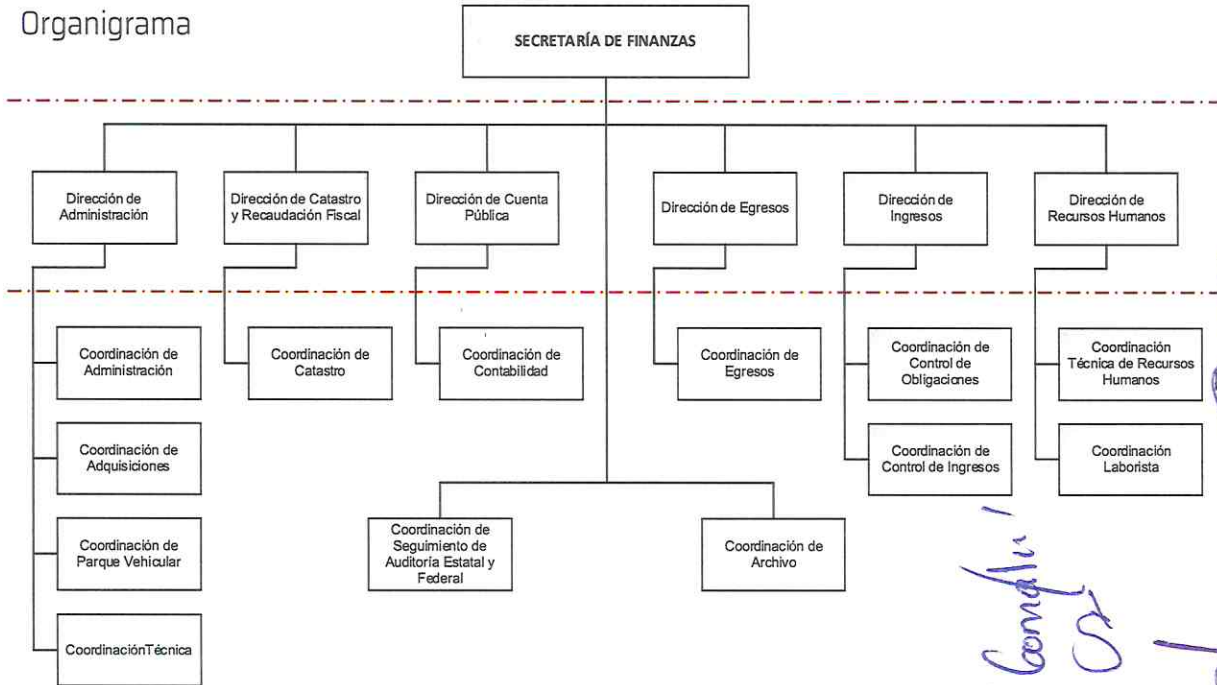 Organigrama
SECRETARÍA DE FINANZAS
Dirección de
Administración
Dirección de Catastro
y Recaudación Fiscal
Dirección de Cuenta
Pública
Dirección de Egresos
Dirección de
Ingresos
Dirección de
Recursos Humanos
Coordinación de
Administración
Coordinación de
Catastro
Coordinación de
Contabilidad
Coordinación de
Egresos
Coordinación de
Control de
Obligaciones
Coordinación
Técnica de Recursos
Humanos
Coordinación de
Adquisiciones
Coordinación de
Control de Ingresos
Coordinación
Laborista
Coordinación de
Parque Vehicular
Coordinación de
Seguimiento de
Auditoría Estatal y
Federal
Coordinación de
Archivo
CoordinaciónTécnica